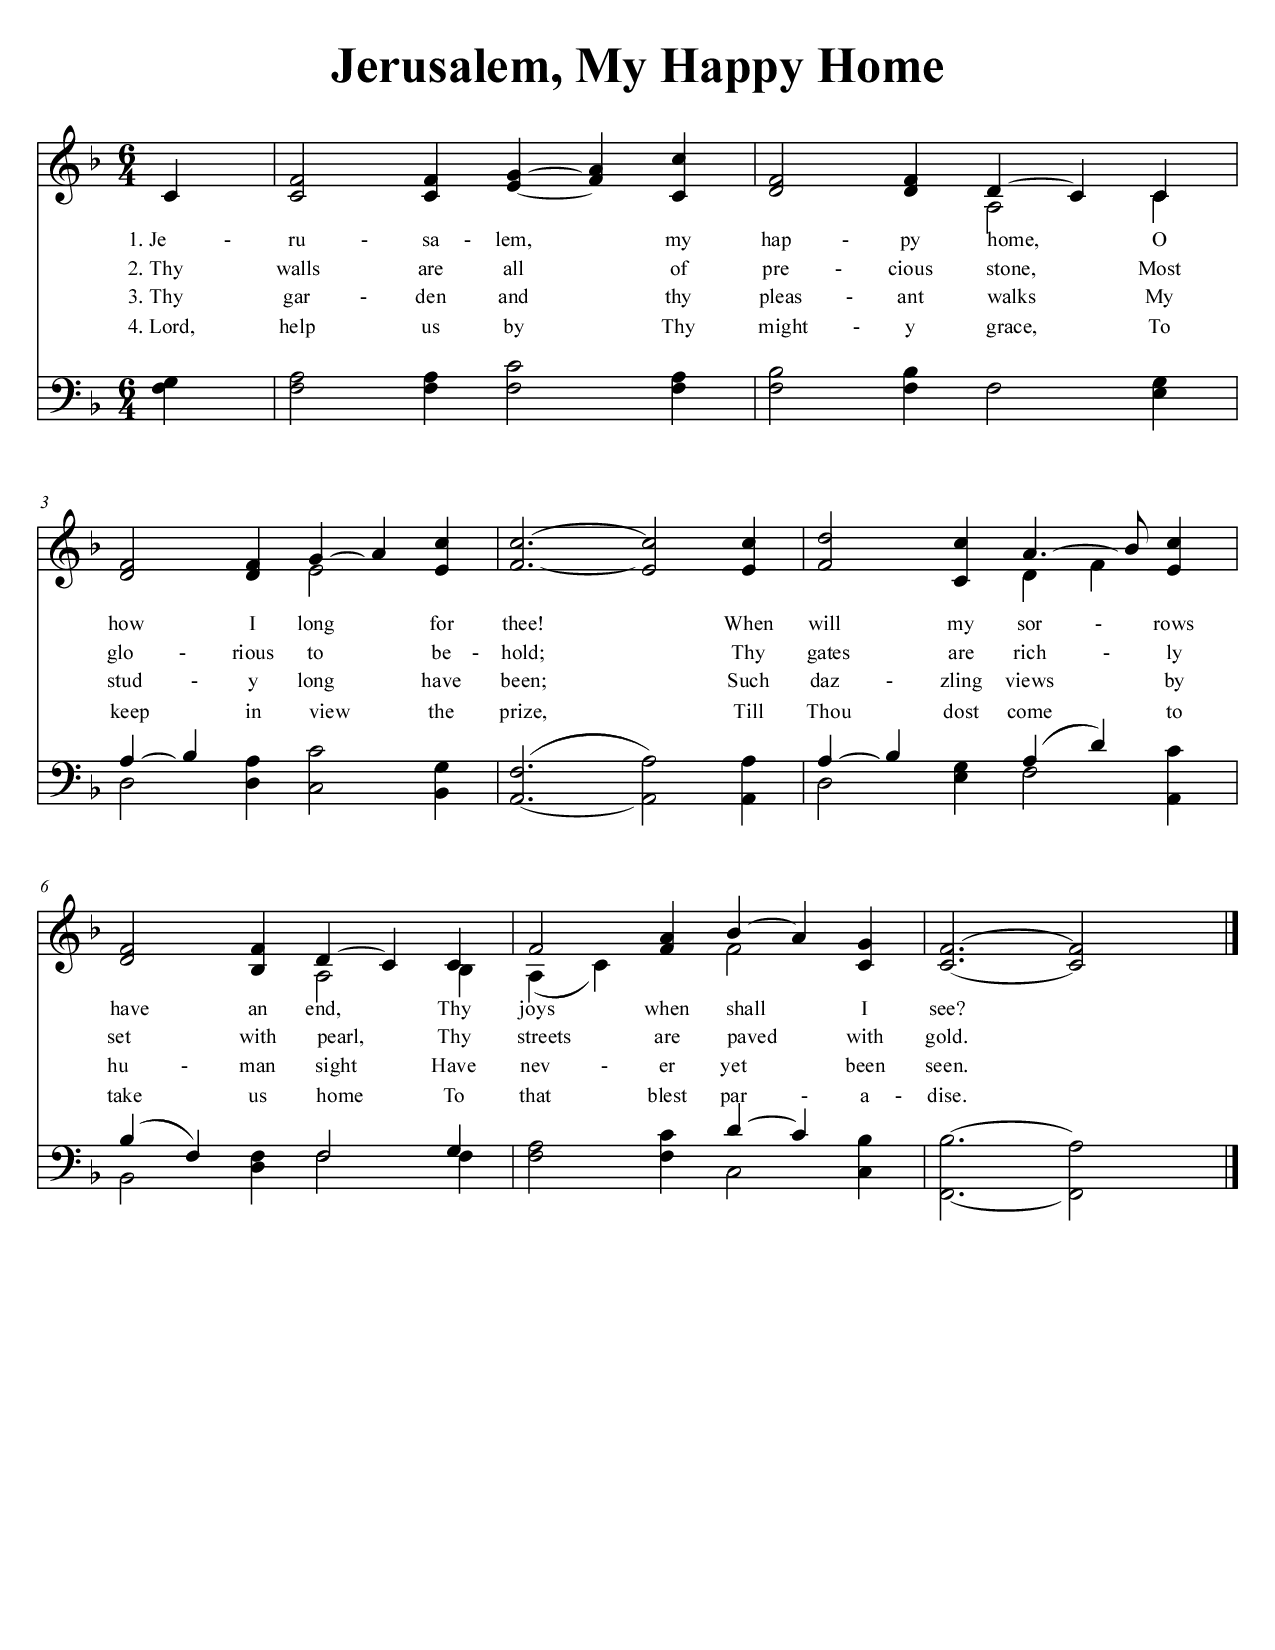 Jerusalem, My Happy Home
6
4
1. Je - ru - sa - lem, my hap - py home, O
2. Thy walls are all of pre - cious stone, Most
3. Thy gar - den and thy pleas - ant walks My
4. Lord, help us by Thy might - y grace, To
6
4
3
how I long for thee! When will my sor - rows
glo - rious to be - hold; Thy gates are rich - ly
stud - y long have been; Such daz - zling views by
keep in view the prize, Till Thou dost come to
6
have an end, Thy joys when shall I see?
set with pearl, Thy streets are paved with gold.
hu - man sight Have nev - er yet been seen.
take us home To that blest par - a - dise.